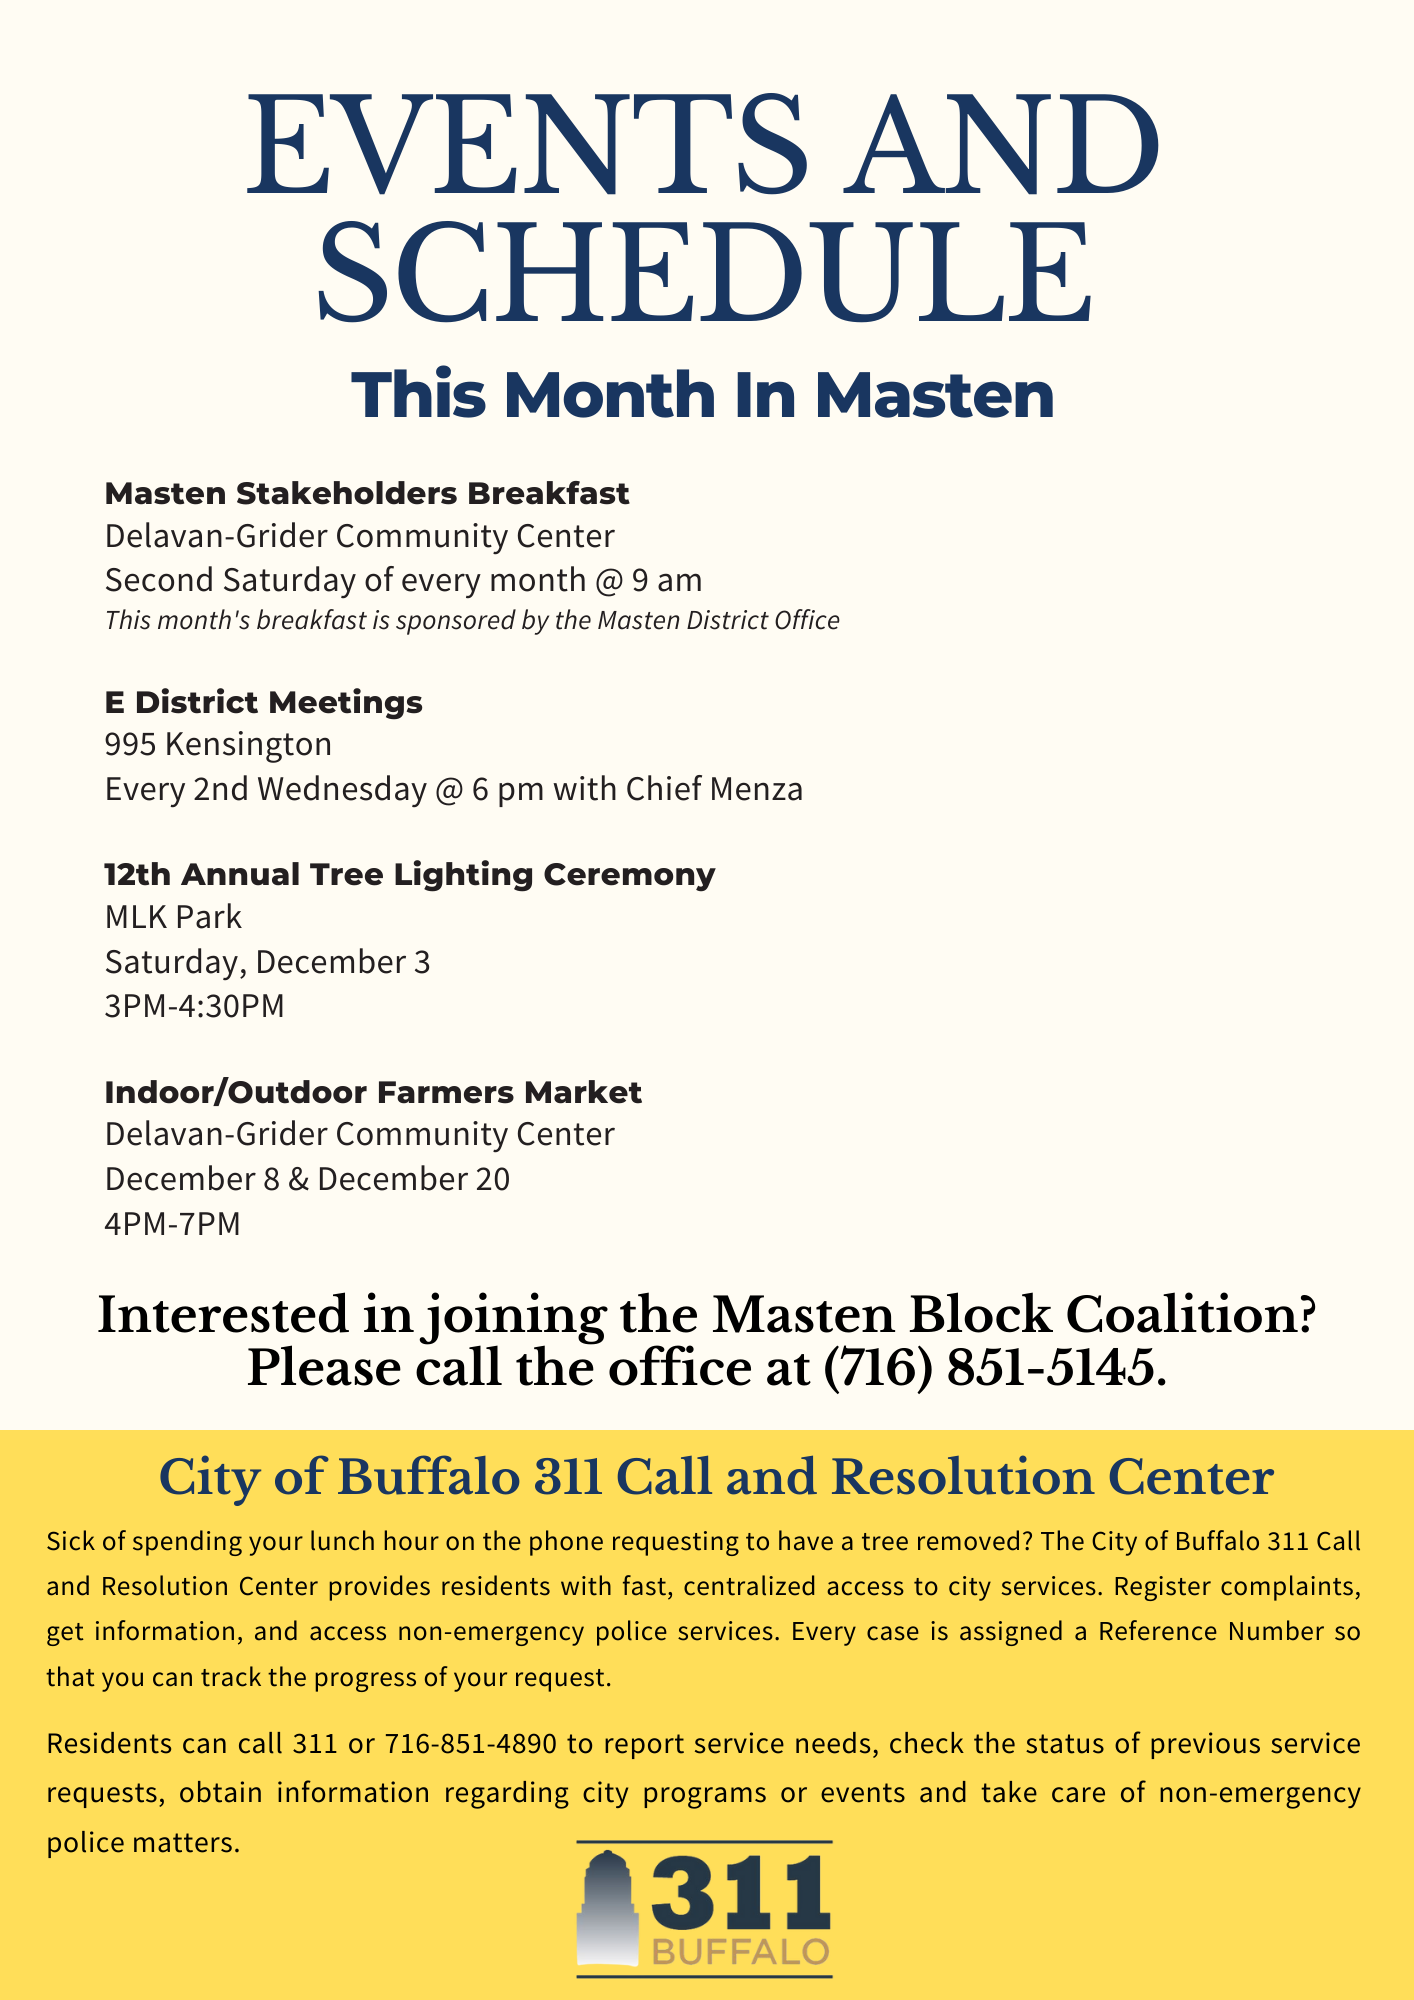 EVENTS AND
SCHEDULE
This Month In Masten
Masten Stakeholders Breakfast
Delavan-Grider Community Center
Second Saturday of every month @ 9 am
This month's breakfast is sponsored by the Masten District Office
E District Meetings
995 Kensington
Every 2nd Wednesday @ 6 pm with Chief Menza
12th Annual Tree Lighting Ceremony
MLK Park
Saturday, December 3
3PM-4:30PM
Indoor/Outdoor Farmers Market
Delavan-Grider Community Center
December 8 & December 20
4PM-7PM
Interested in joining the Masten Block Coalition?
Please call the office at (716) 851-5145.
City of Buffalo 311 Call and Resolution Center
Sick of spending your lunch hour on the phone requesting to have a tree removed? The City of Buffalo 311 Call
and Resolution Center provides residents with fast, centralized access to city services. Register complaints,
get information, and access non-emergency police services. Every case is assigned a Reference Number so
that you can track the progress of your request.
Residents can call 311 or 716-851-4890 to report service needs, check the status of previous service
requests, obtain information regarding city programs or events and take care of non-emergency
police matters.
311
BUFFALO